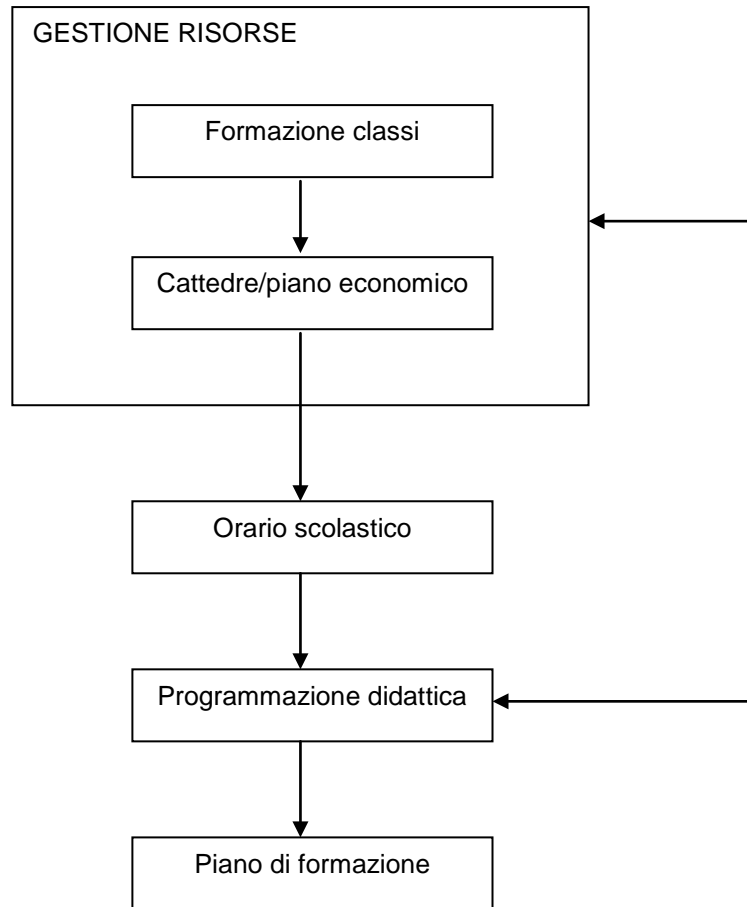 GESTIONE RISORSE
Formazione classi
Cattedre/piano economico
Orario scolastico
Programmazione didattica
Piano di formazione